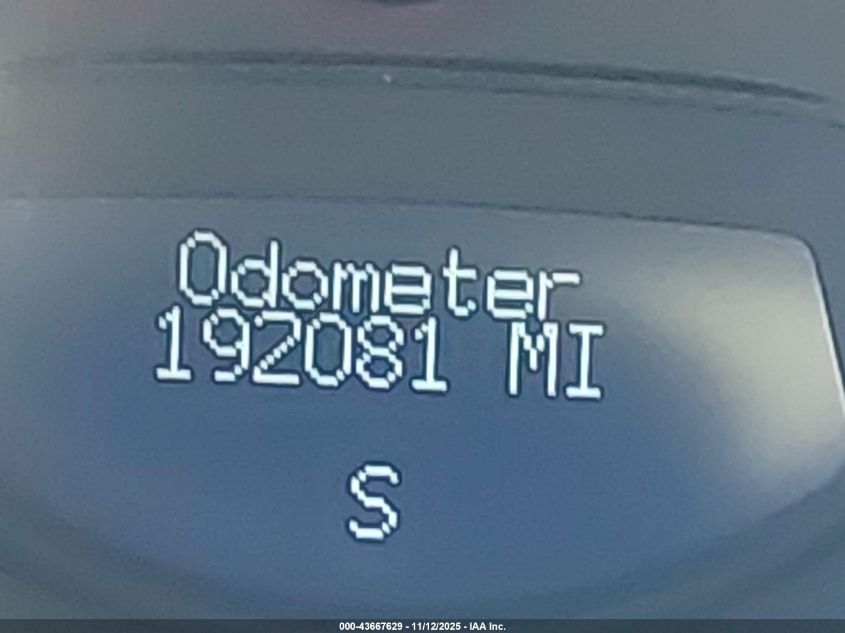 Odometer
192081 MI
S
000-43667629 - 11/12/2025 - IAA Inc.